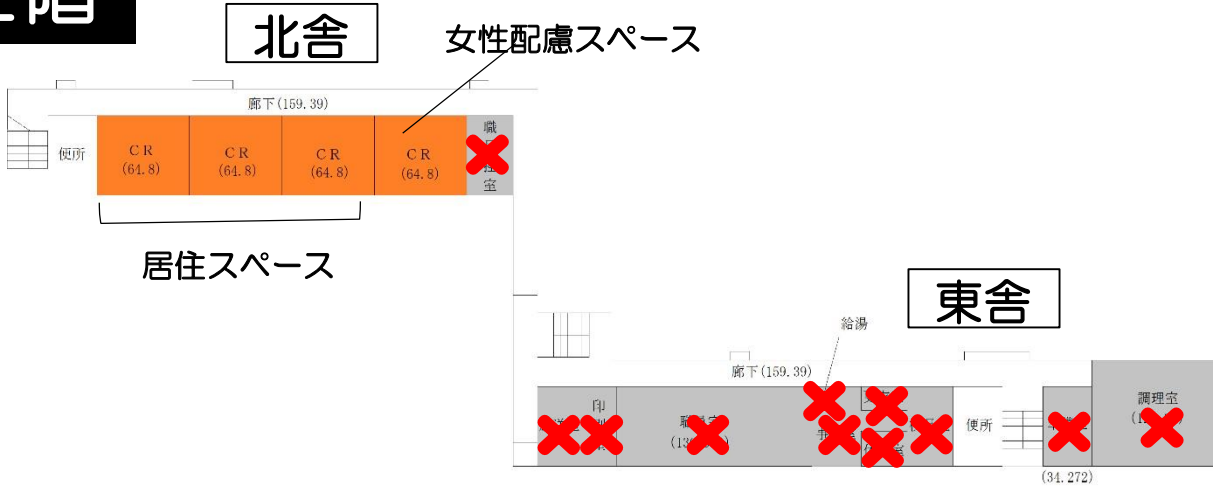 階
北舎
女性配慮スペース
廊下(159.39)
便所
CR
(64.8)
CR
(64.8)
CR
(64.8)
CR
(64.8)
職
室
居住スペース
東舎
給湯
廊下(159.39)
印
便所
調理室
(34.272)